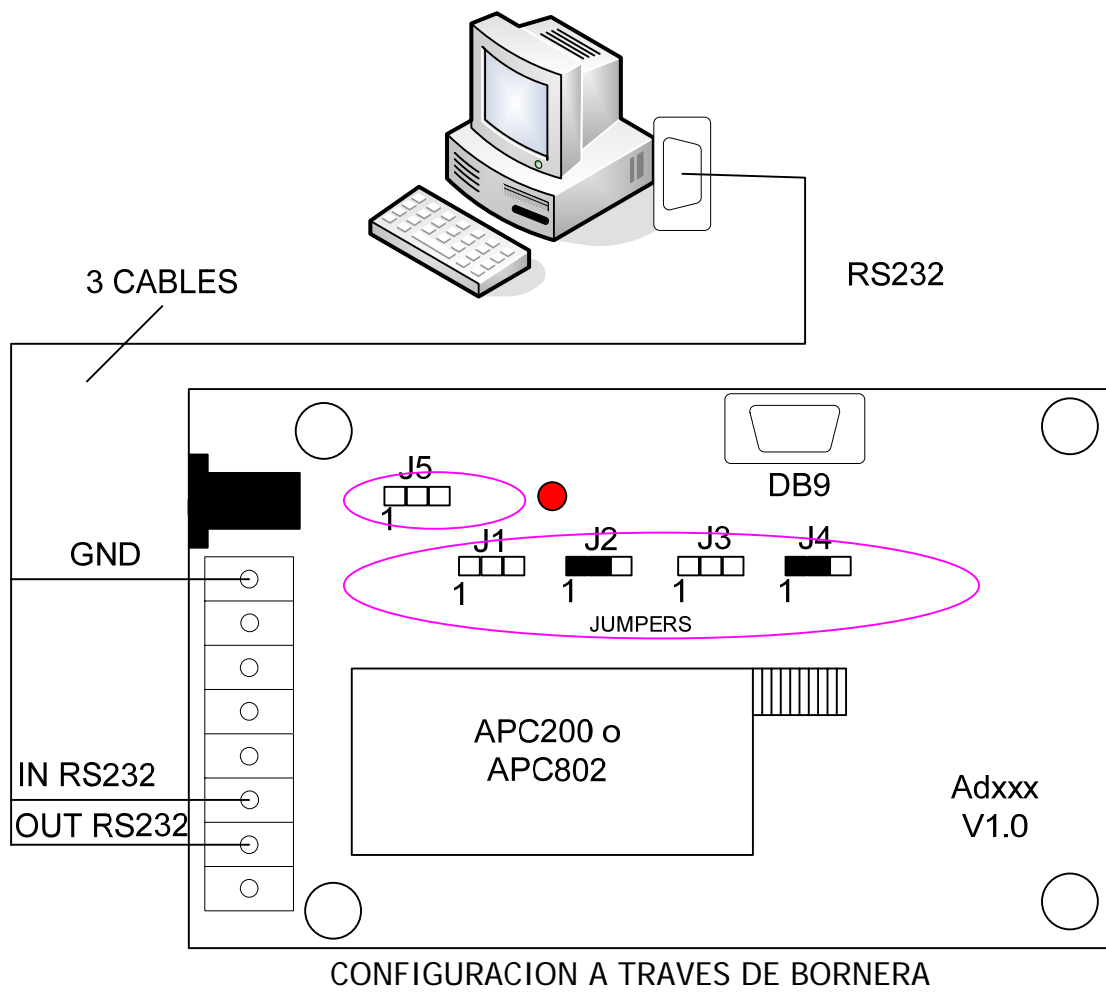 3 CABLES
RS232
J5
1
DB9
GND
J1
J2
J3
J4
1
1
1
1
JUMPERS
APC200 o
APC802
IN RS232
OUT RS232
Adxxx
V1.0
CONFIGURACION A TRAVES DE BORNERA